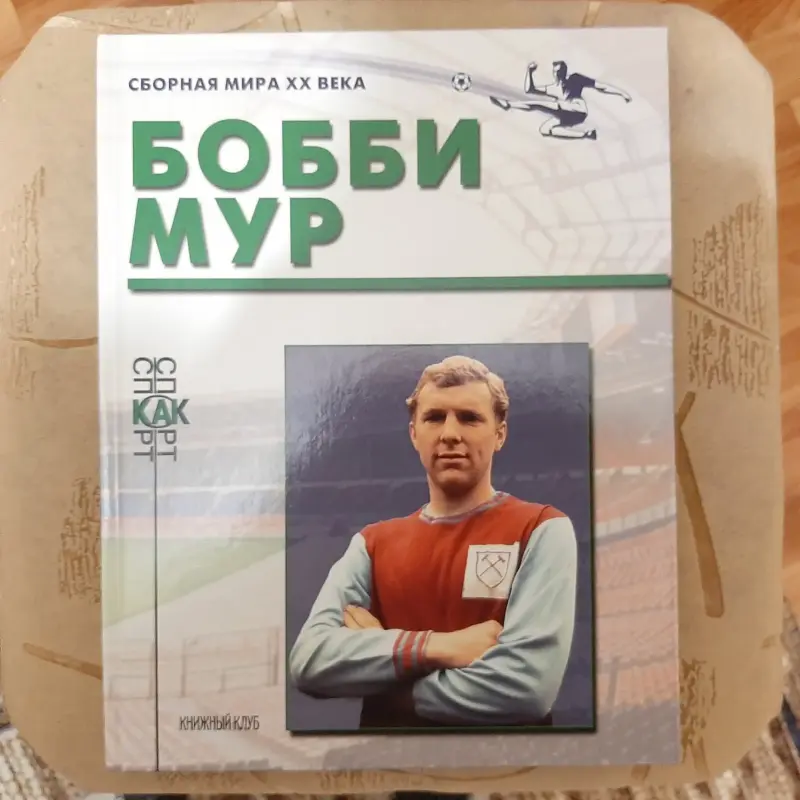 СБОРНАЯ МИРА XX ВЕКА
БОББИ
МУР
СПОРТ
КАК
СПОРТ
КНИЖНЫЙ КЛУБ